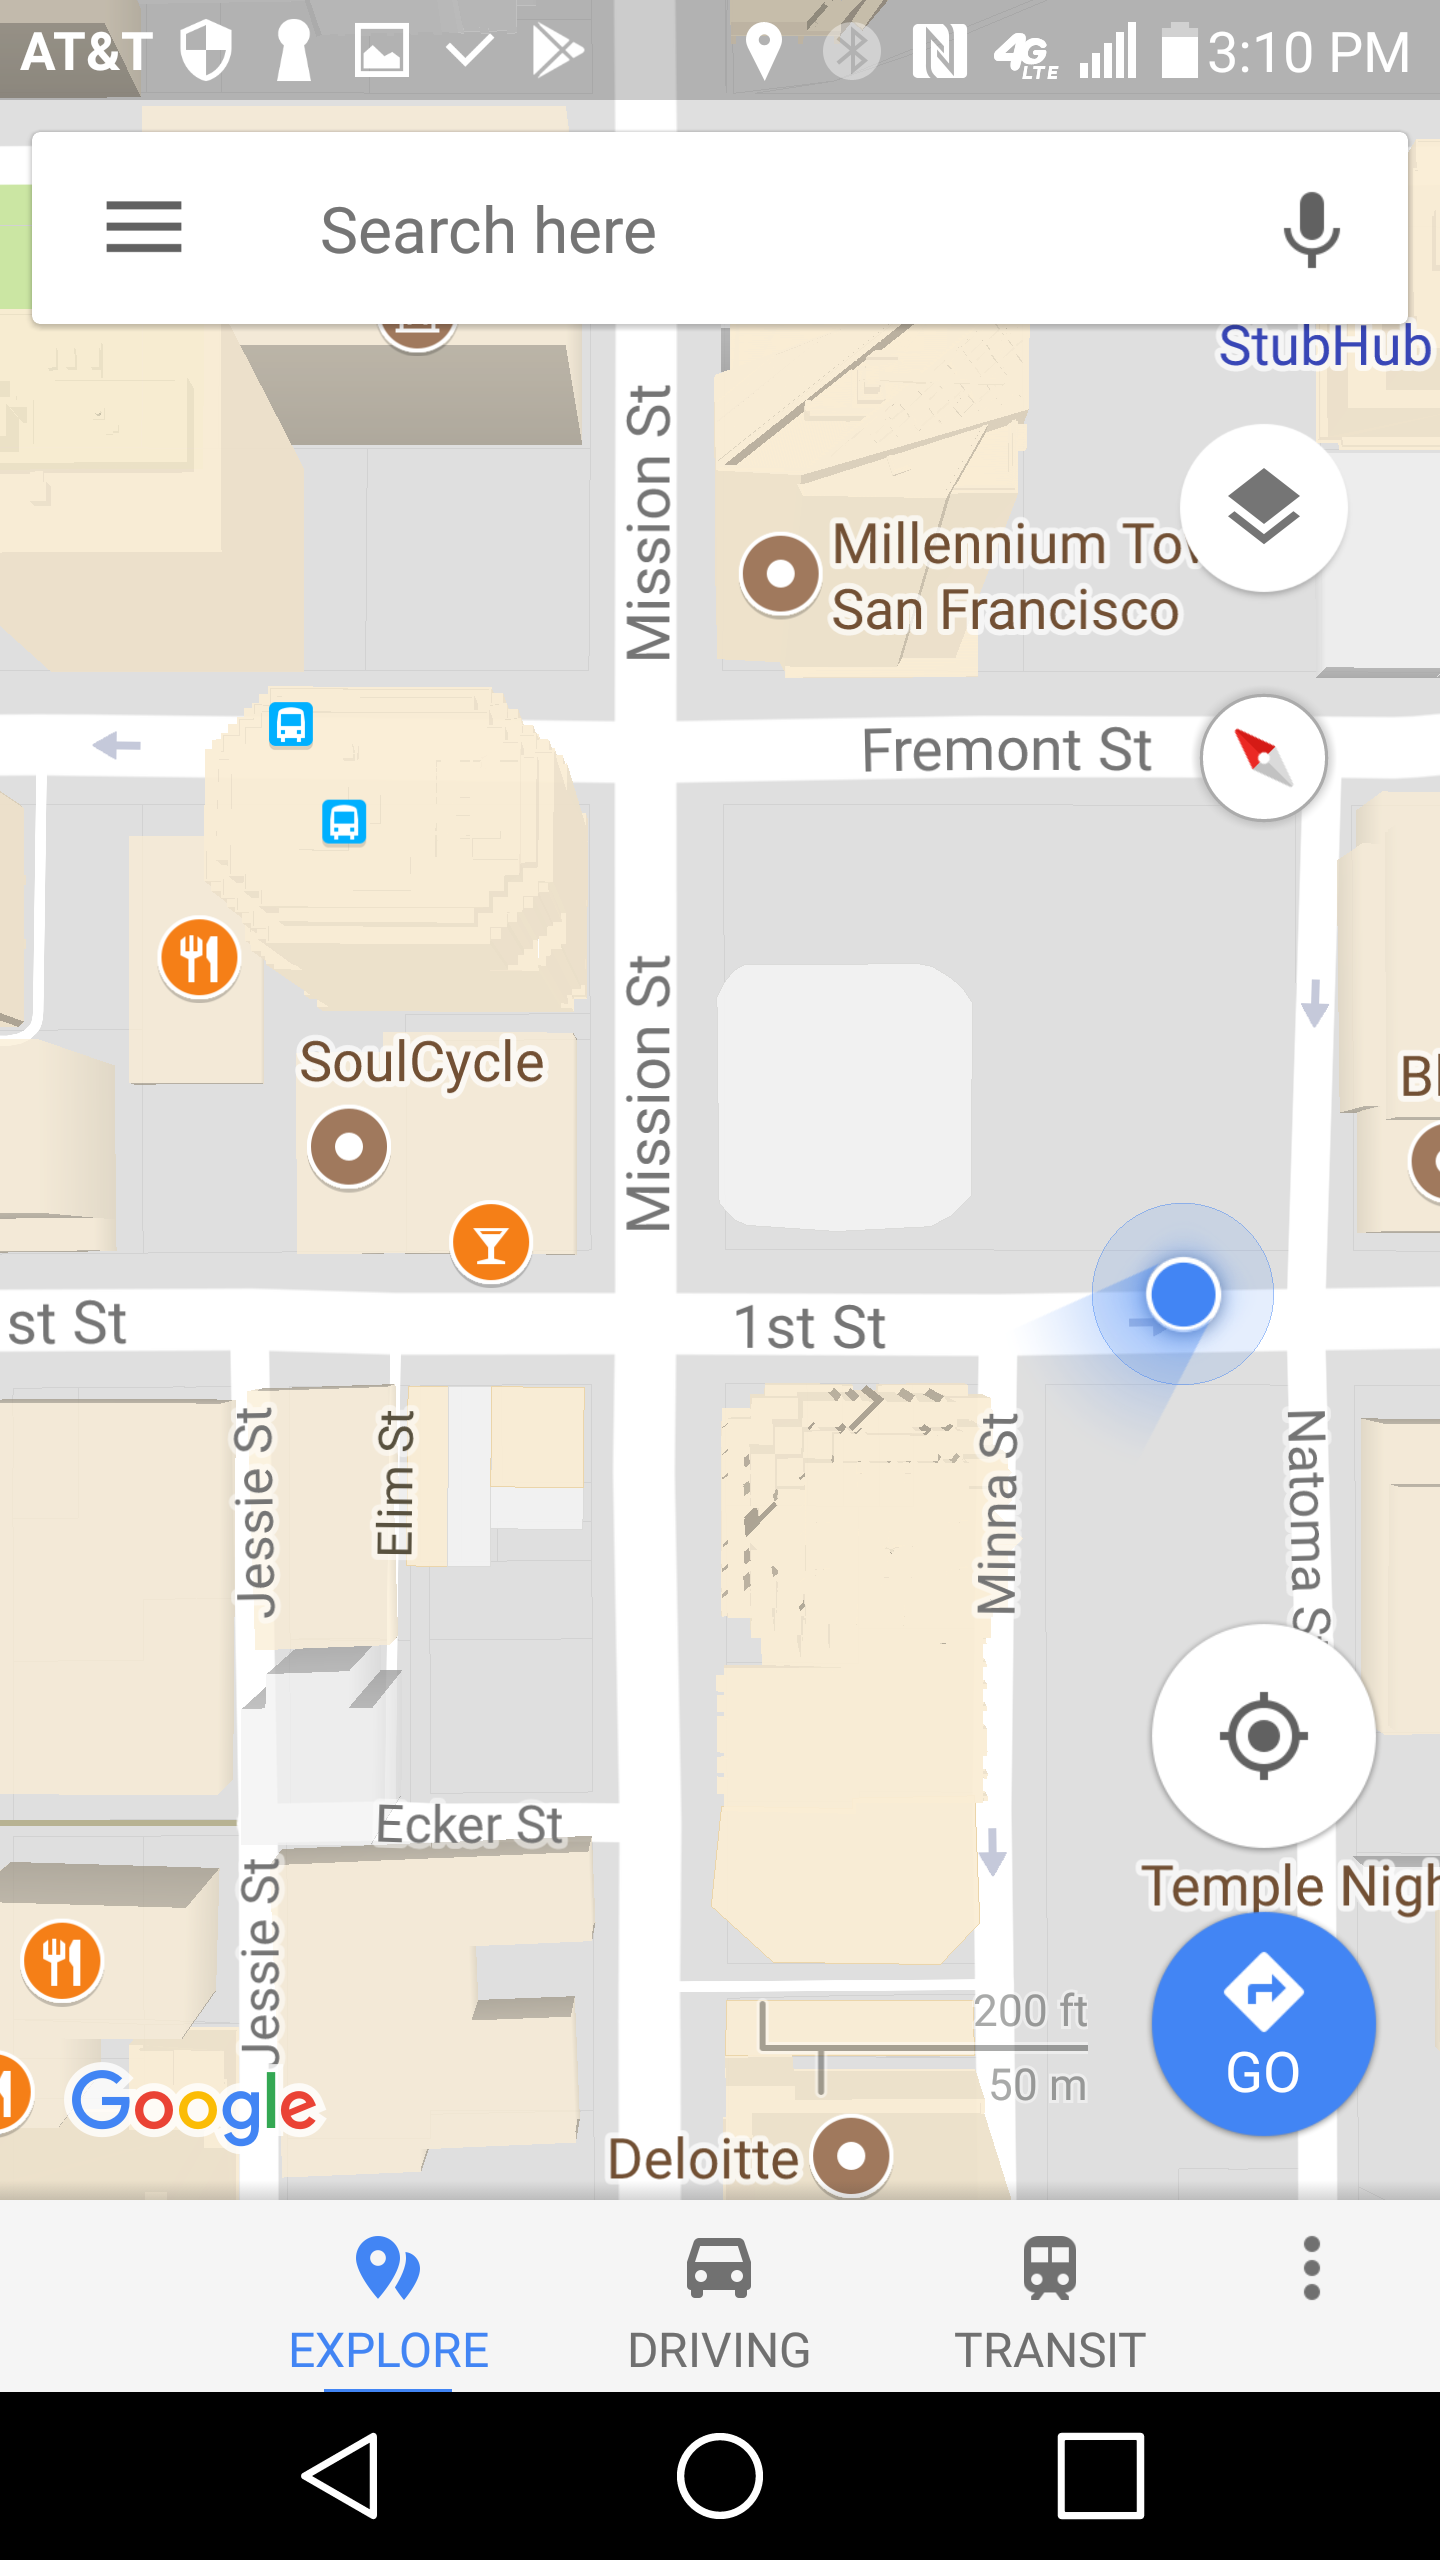 AT&T
4G LTE
3:10 PM
Search here
StubHub
Mission St
Millennium
San Francisco
Fremont St
Mission St
SoulCycle
st St
1st St
Jessie St
Elim St
Minna St
Natoma S
Ecker St
Temple
Jessie St
200 ft
50 m
GO
Google
Deloitte
EXPLORE
DRIVING
TRANSIT